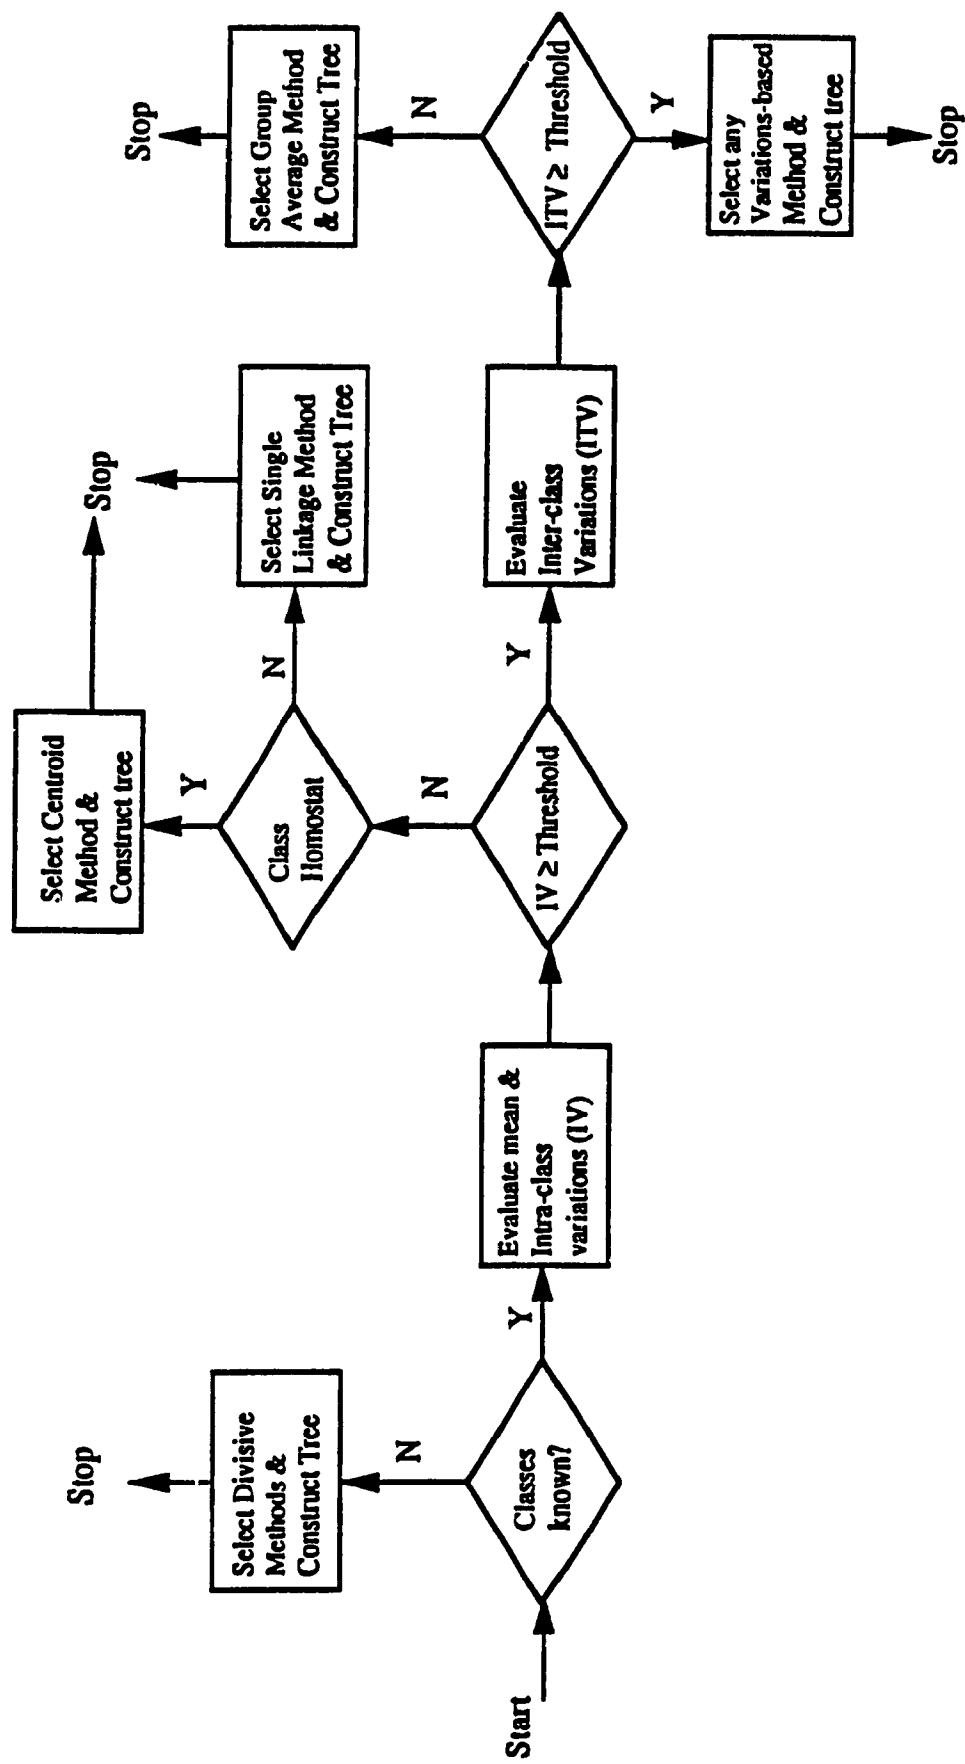 Start
Classes
known?
N
Select Divisive
Methods &
Construct Tree
Stop
Y
Evaluate mean &
Intra-class
variations (IV)
IV ≥ Threshold
N
Class
Homostat
Y
Select Centroid
Method &
Construct tree
Stop
N
Select Single
Linkage Method
& Construct Tree
Y
Evaluate
Inter-class
Variations (ITV)
ITV ≥ Threshold
N
Select Group
Average Method
& Construct Tree
Stop
Y
Select any
Variations-based
Method &
Construct tree
Stop